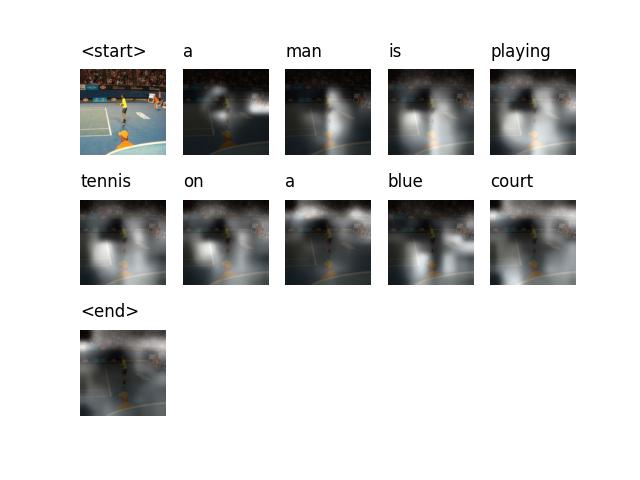 <start> a man is playing
tennis on a blue court
<end>